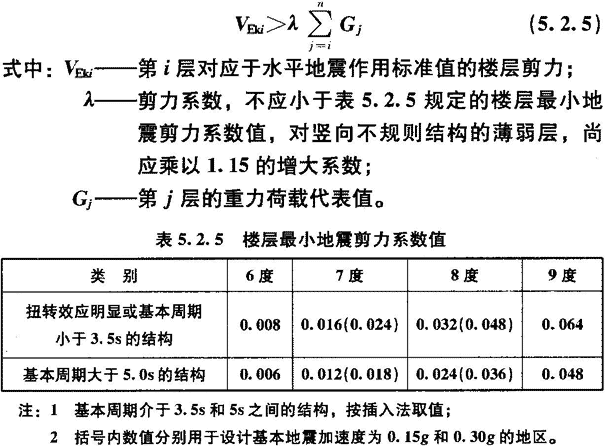 V_Eki>λ∑_{j=i}^{n} G_j (5.2.5)
式中：V_Eki——第 i 层对应于水平地震作用标准值的楼层剪力；
λ——剪力系数，不应小于表 5.2.5 规定的楼层最小地
震剪力系数值，对竖向不规则结构的薄弱层，尚
应乘以 1.15 的增大系数；
G_j——第 j 层的重力荷载代表值。
表 5.2.5 楼层最小地震剪力系数值
类 别 6 度 7 度 8 度 9 度
扭转效应明显或基本周期
小于 3.5s 的结构 0.008 0.016(0.024) 0.032(0.048) 0.064
基本周期大于 5.0s 的结构 0.006 0.012(0.018) 0.024(0.036) 0.048
注：1 基本周期介于 3.5s 和 5s 之间的结构，按插入法取值；
2 括号内数值分别用于设计基本地震加速度为 0.15g 和 0.30g 的地区。